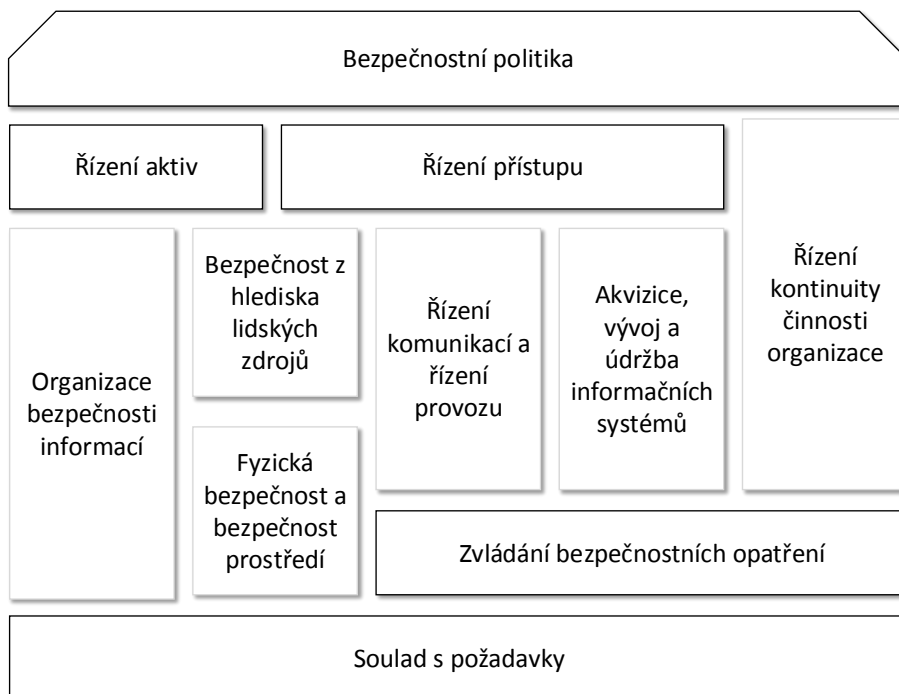 Bezpečnostní politika
Řízení aktiv
Řízení přístupu
Řízení
kontinuity
činnosti
organizace
Bezpečnost z
hlediska
lidských
zdrojů
Řízení
komunikací a
řízení
provozu
Akvizice,
vývoj a
údržba
informačních
systémů
Organizace
bezpečnosti
informací
Fyzická
bezpečnost a
bezpečnost
prostředí
Zvládání bezpečnostních opatření
Soulad s požadavky